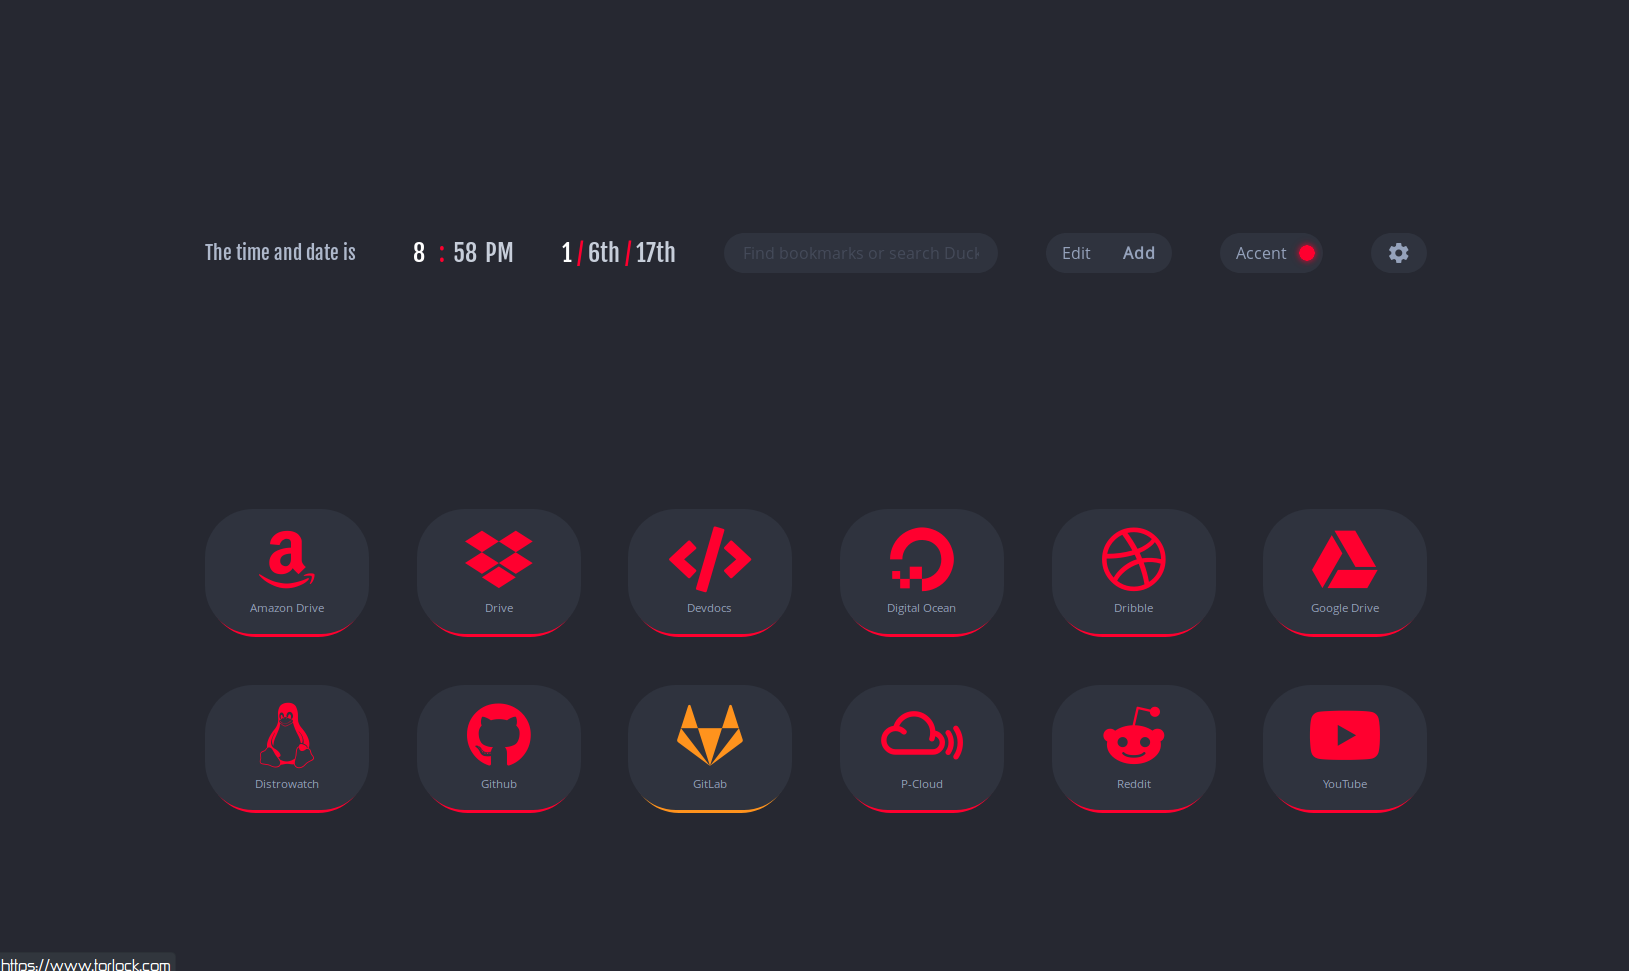 The time and date is 8 : 58 PM 1 / 6th / 17th Find bookmarks or search Duck Edit Add Accent
Amazon Drive Drive Devdocs Digital Ocean Dribble Google Drive
Distrowatch Github GitLab P-Cloud Reddit YouTube
https://www.torlock.com